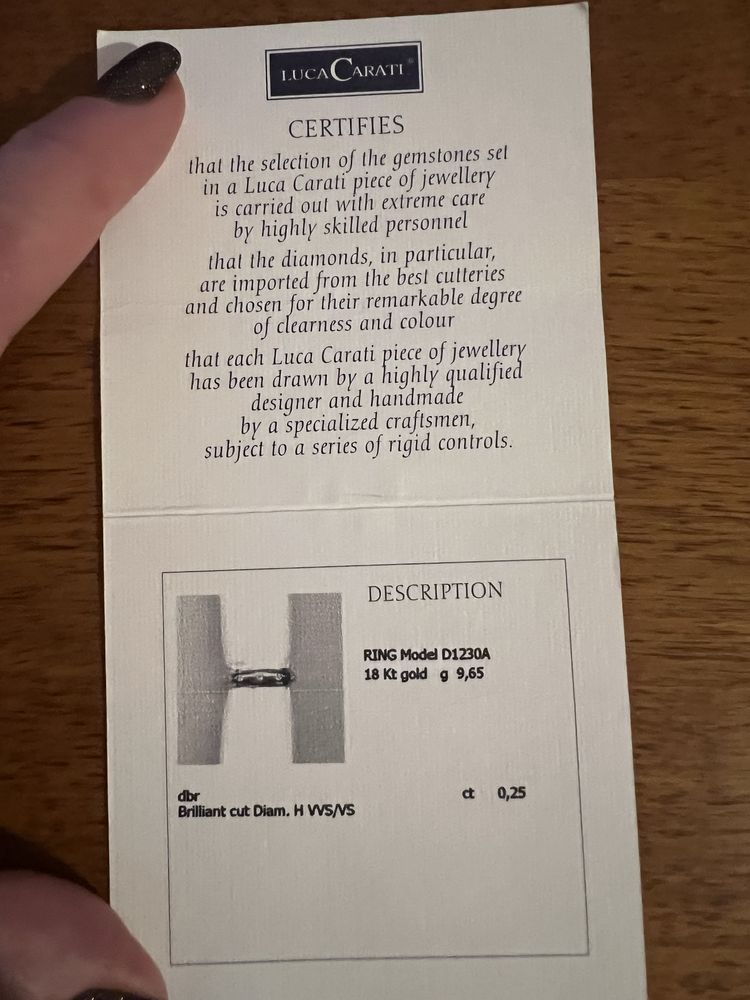 LUCA CARATI®
CERTIFIES
that the selection of the gemstones set
in a Luca Carati piece of jewellery
is carried out with extreme care
by highly skilled personnel
that the diamonds, in particular,
are imported from the best cutteries
and chosen for their remarkable degree
of clearness and colour
that each Luca Carati piece of jewellery
has been drawn by a highly qualified
designer and handmade
by a specialized craftsmen,
subject to a series of rigid controls.
DESCRIPTION
RING Model D1230A
18 Kt gold g 9,65
dbr
Brilliant cut Diam. H VVS/VS ct 0,25